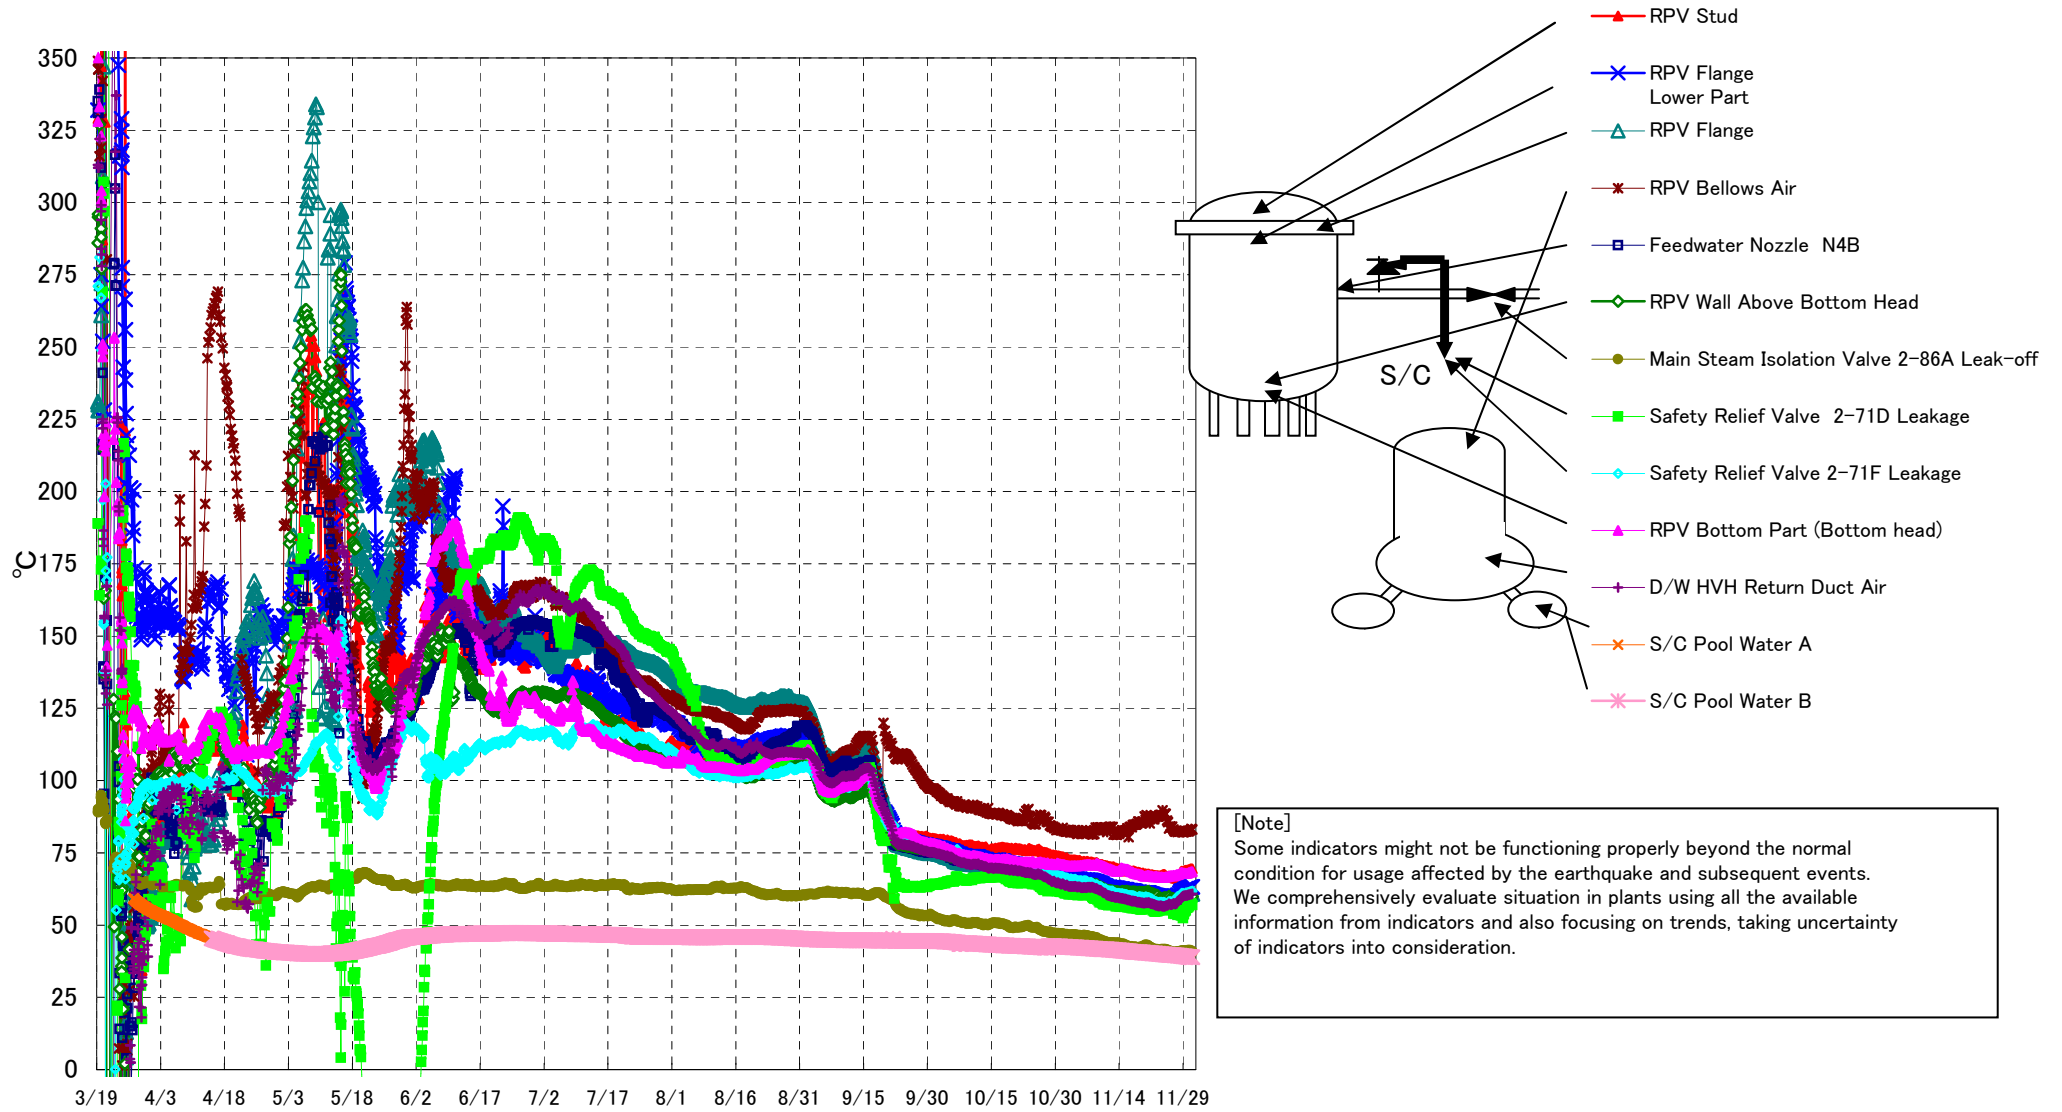 350
325
300
275
250
225
200
175
150
125
100
75
50
25
0
℃
3/19 4/3 4/18 5/3 5/18 6/2 6/17 7/2 7/17 8/1 8/16 8/31 9/15 9/30 10/15 10/30 11/14 11/29
RPV Stud
RPV Flange
Lower Part
RPV Flange
RPV Bellows Air
Feedwater Nozzle N4B
RPV Wall Above Bottom Head
Main Steam Isolation Valve 2-86A Leak-off
Safety Relief Valve 2-71D Leakage
Safety Relief Valve 2-71F Leakage
RPV Bottom Part (Bottom head)
D/W HVH Return Duct Air
S/C Pool Water A
S/C Pool Water B
S/C
[Note]
Some indicators might not be functioning properly beyond the normal
condition for usage affected by the earthquake and subsequent events.
We comprehensively evaluate situation in plants using all the available
information from indicators and also focusing on trends, taking uncertainty
of indicators into consideration.